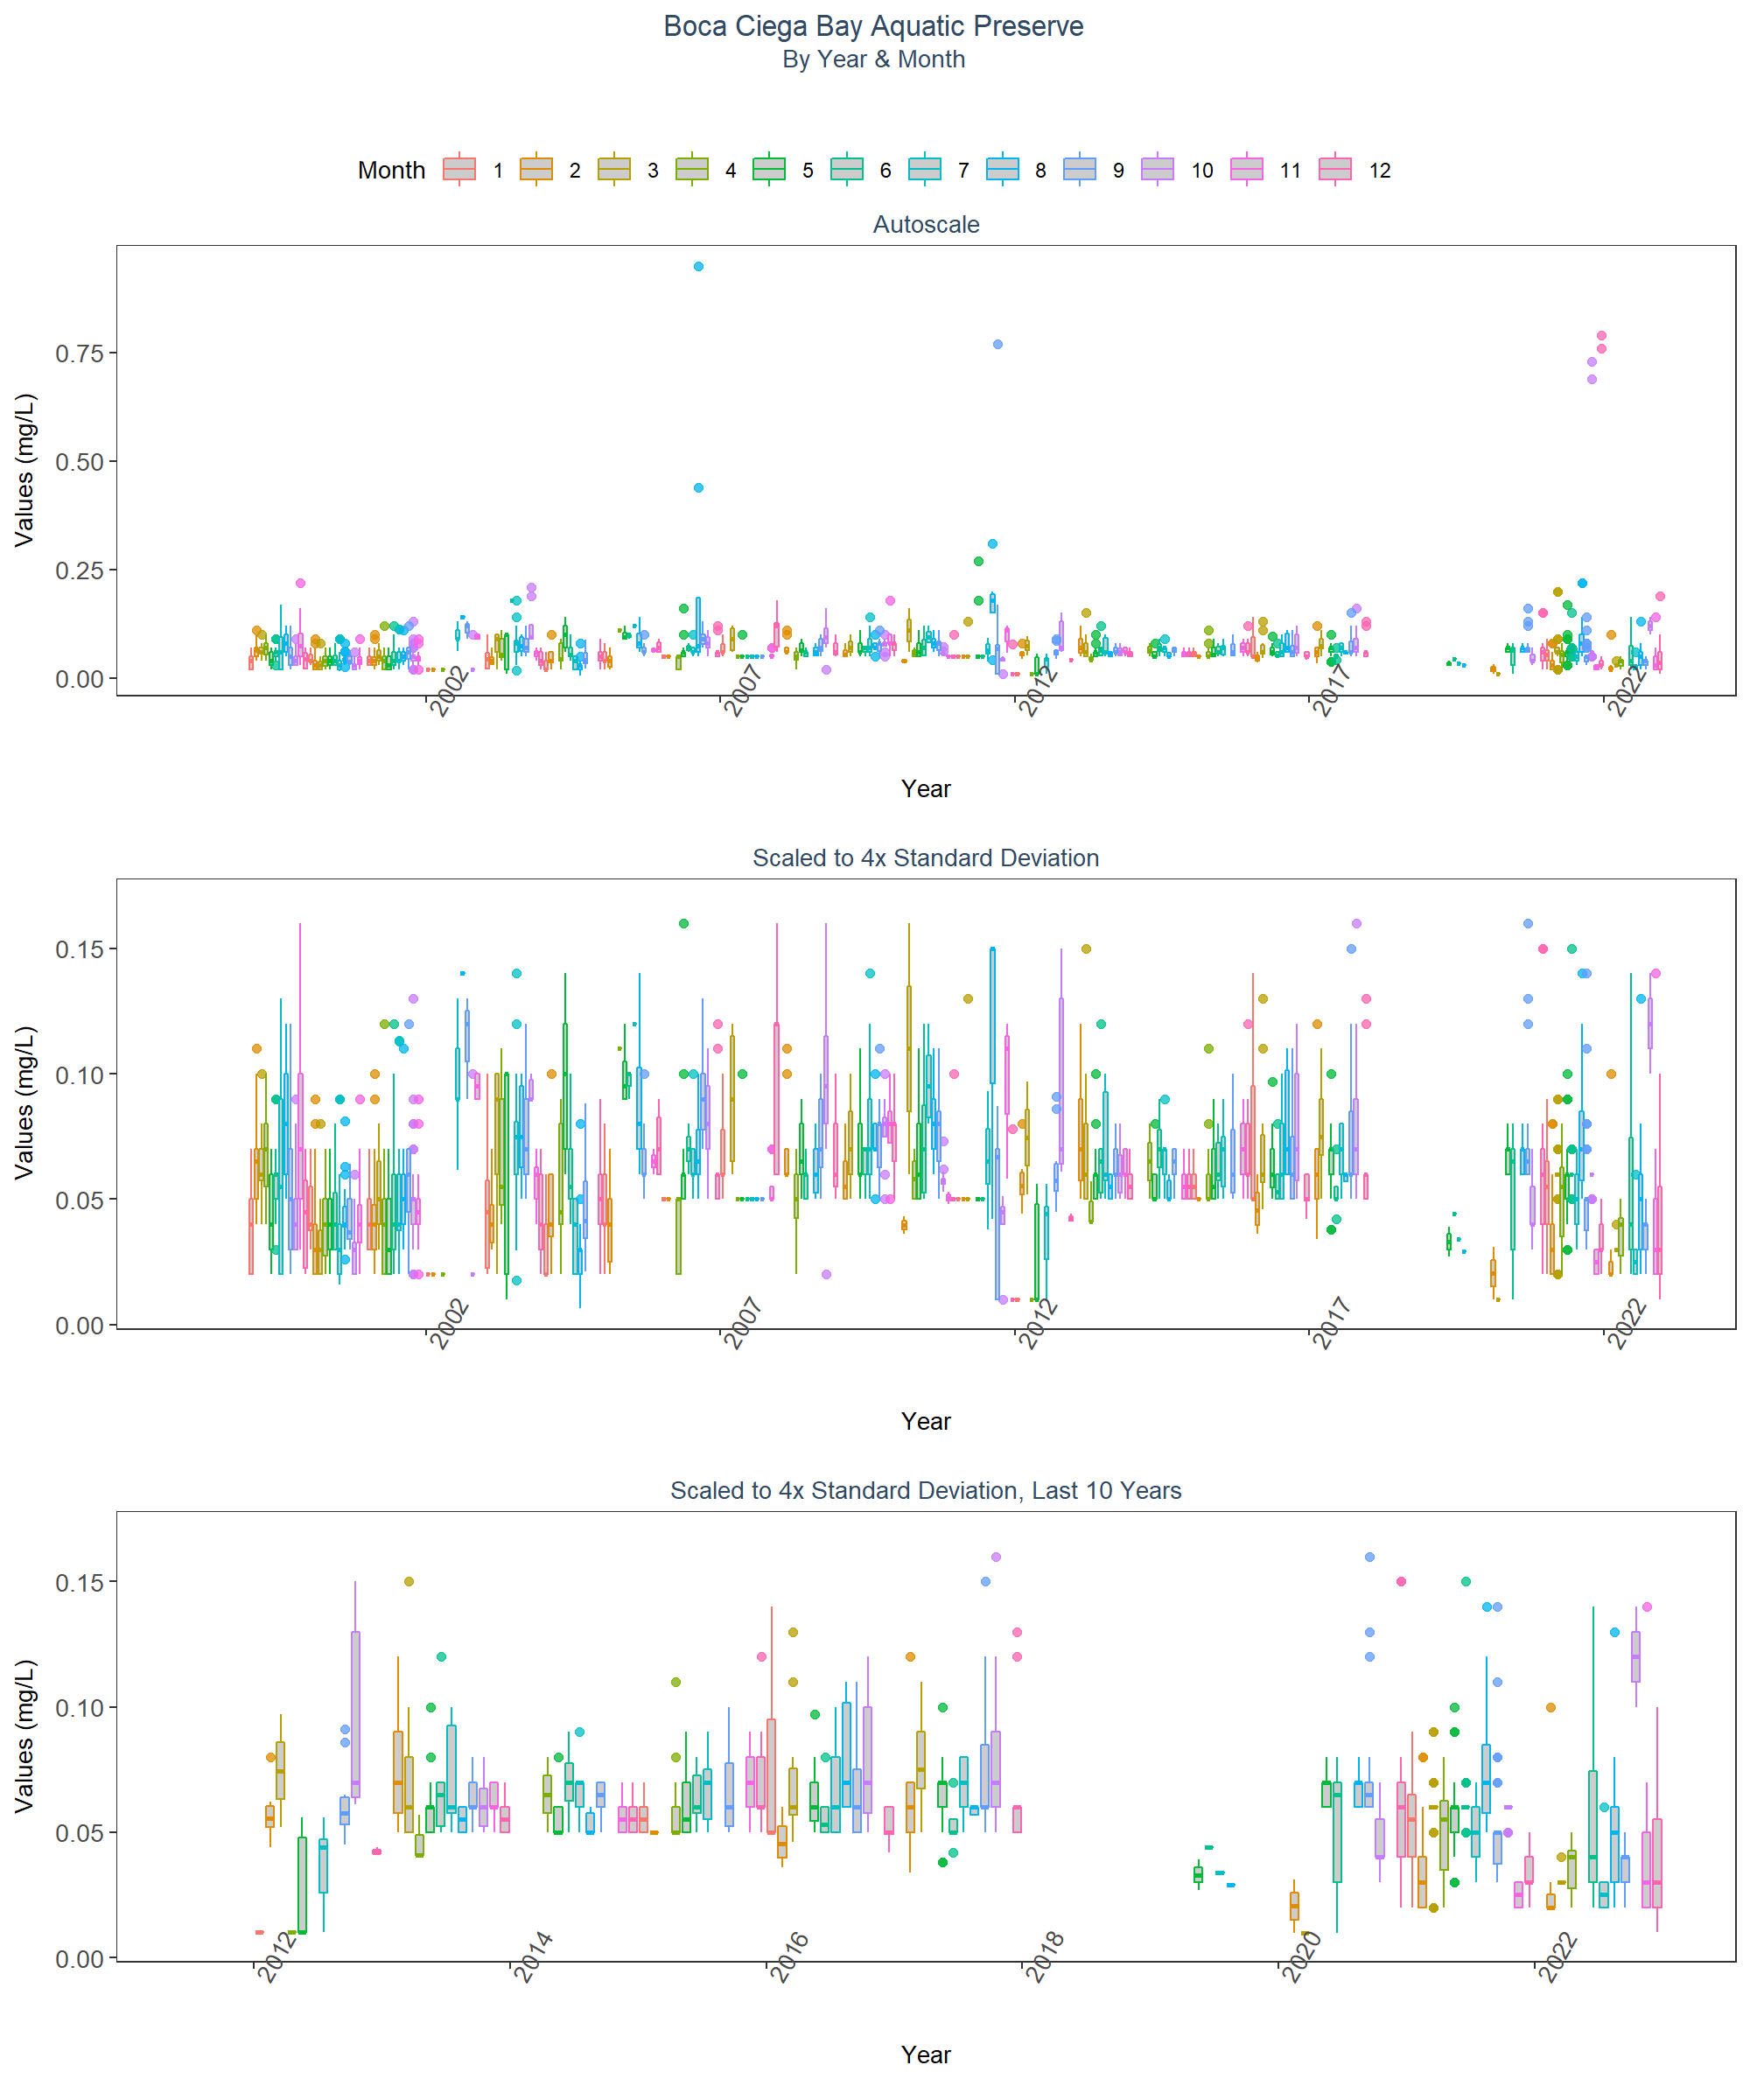 Boca Ciega Bay Aquatic Preserve
By Year & Month
Month 1 2 3 4 5 6 7 8 9 10 11 12
Autoscale
Values (mg/L)
0.75
0.50
0.25
0.00
2002 2007 2012 2017 2022
Year
Scaled to 4x Standard Deviation
Values (mg/L)
0.15
0.10
0.05
0.00
2002 2007 2012 2017 2022
Year
Scaled to 4x Standard Deviation, Last 10 Years
Values (mg/L)
0.15
0.10
0.05
0.00
2012 2014 2016 2018 2020 2022
Year